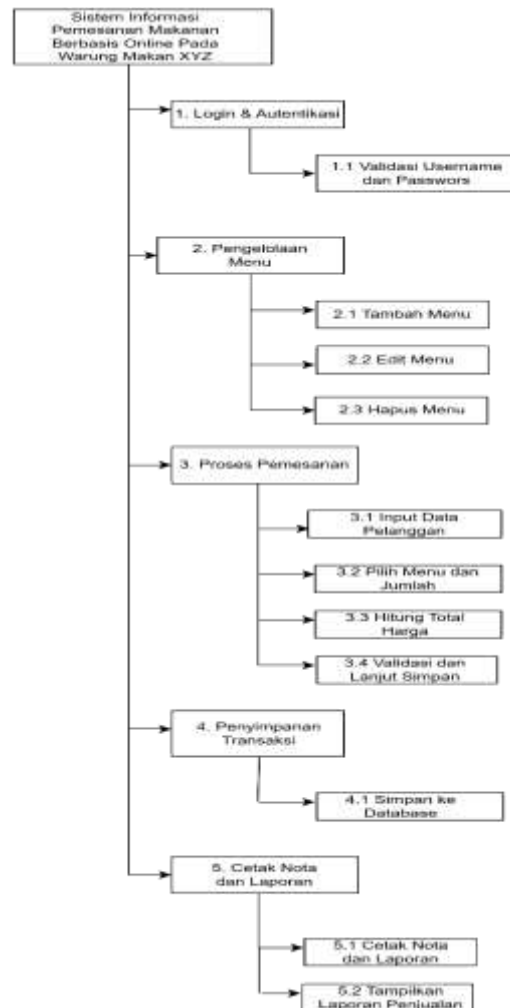 Sistem Informasi
Pemesanan Makanan
Berbasis Online Pada
Warung Makan XYZ
1. Login & Autentikasi
1.1 Validasi Username
dan Passwors
2. Pengelolaan
Menu
2.1 Tambah Menu
2.2 Edit Menu
2.3 Hapus Menu
3. Proses Pemesanan
3.1 Input Data
Pelanggan
3.2 Pilih Menu dan
Jumlah
3.3 Hitung Total
Harga
3.4 Validasi dan
Lanjut Simpan
4. Penyimpanan
Transaksi
4.1 Simpan ke
Database
5. Cetak Nota
dan Laporan
5.1 Cetak Nota
dan Laporan
5.2 Tampilkan
Laporan Penjualan